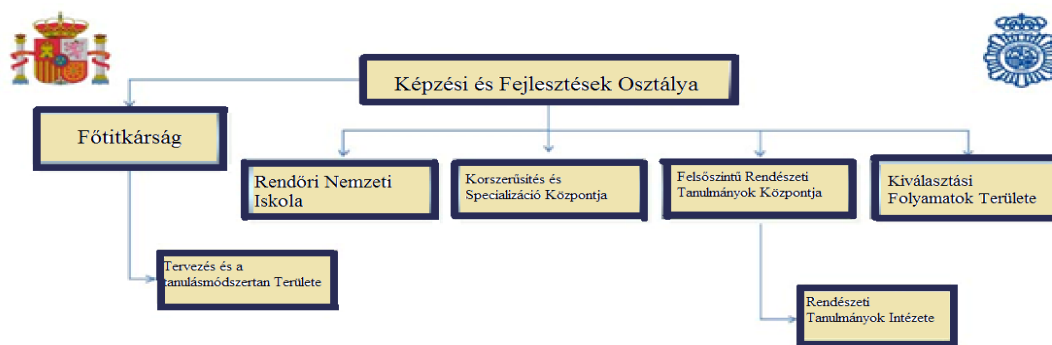 Képzési és Fejlesztések Osztálya
Főtitkárság
Rendőri Nemzeti
Iskola
Korszerűsités és
Specializáció Központja
Felsőszintű Rendészeti
Tanulmányok Központja
Kiválasztási
Folyamatok Területe
Tervezés és a
tanulásmódszertan Területe
Rendészeti
Tanulmányok Intézete